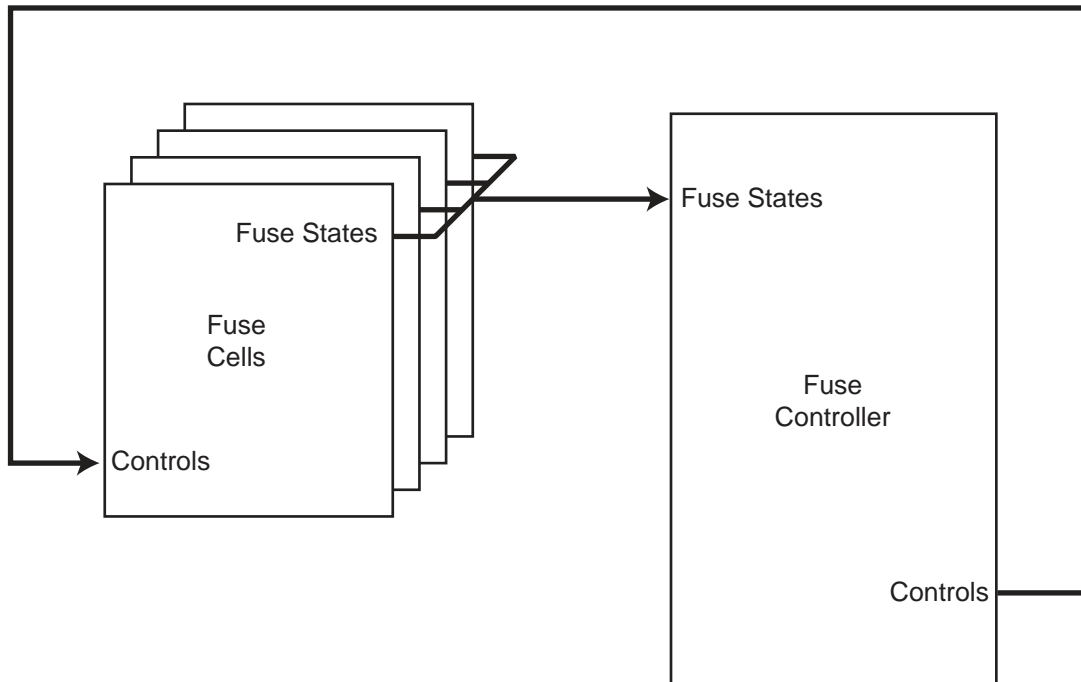 Fuse States
Fuse States
Fuse
Cells
Fuse
Controller
Controls
Controls